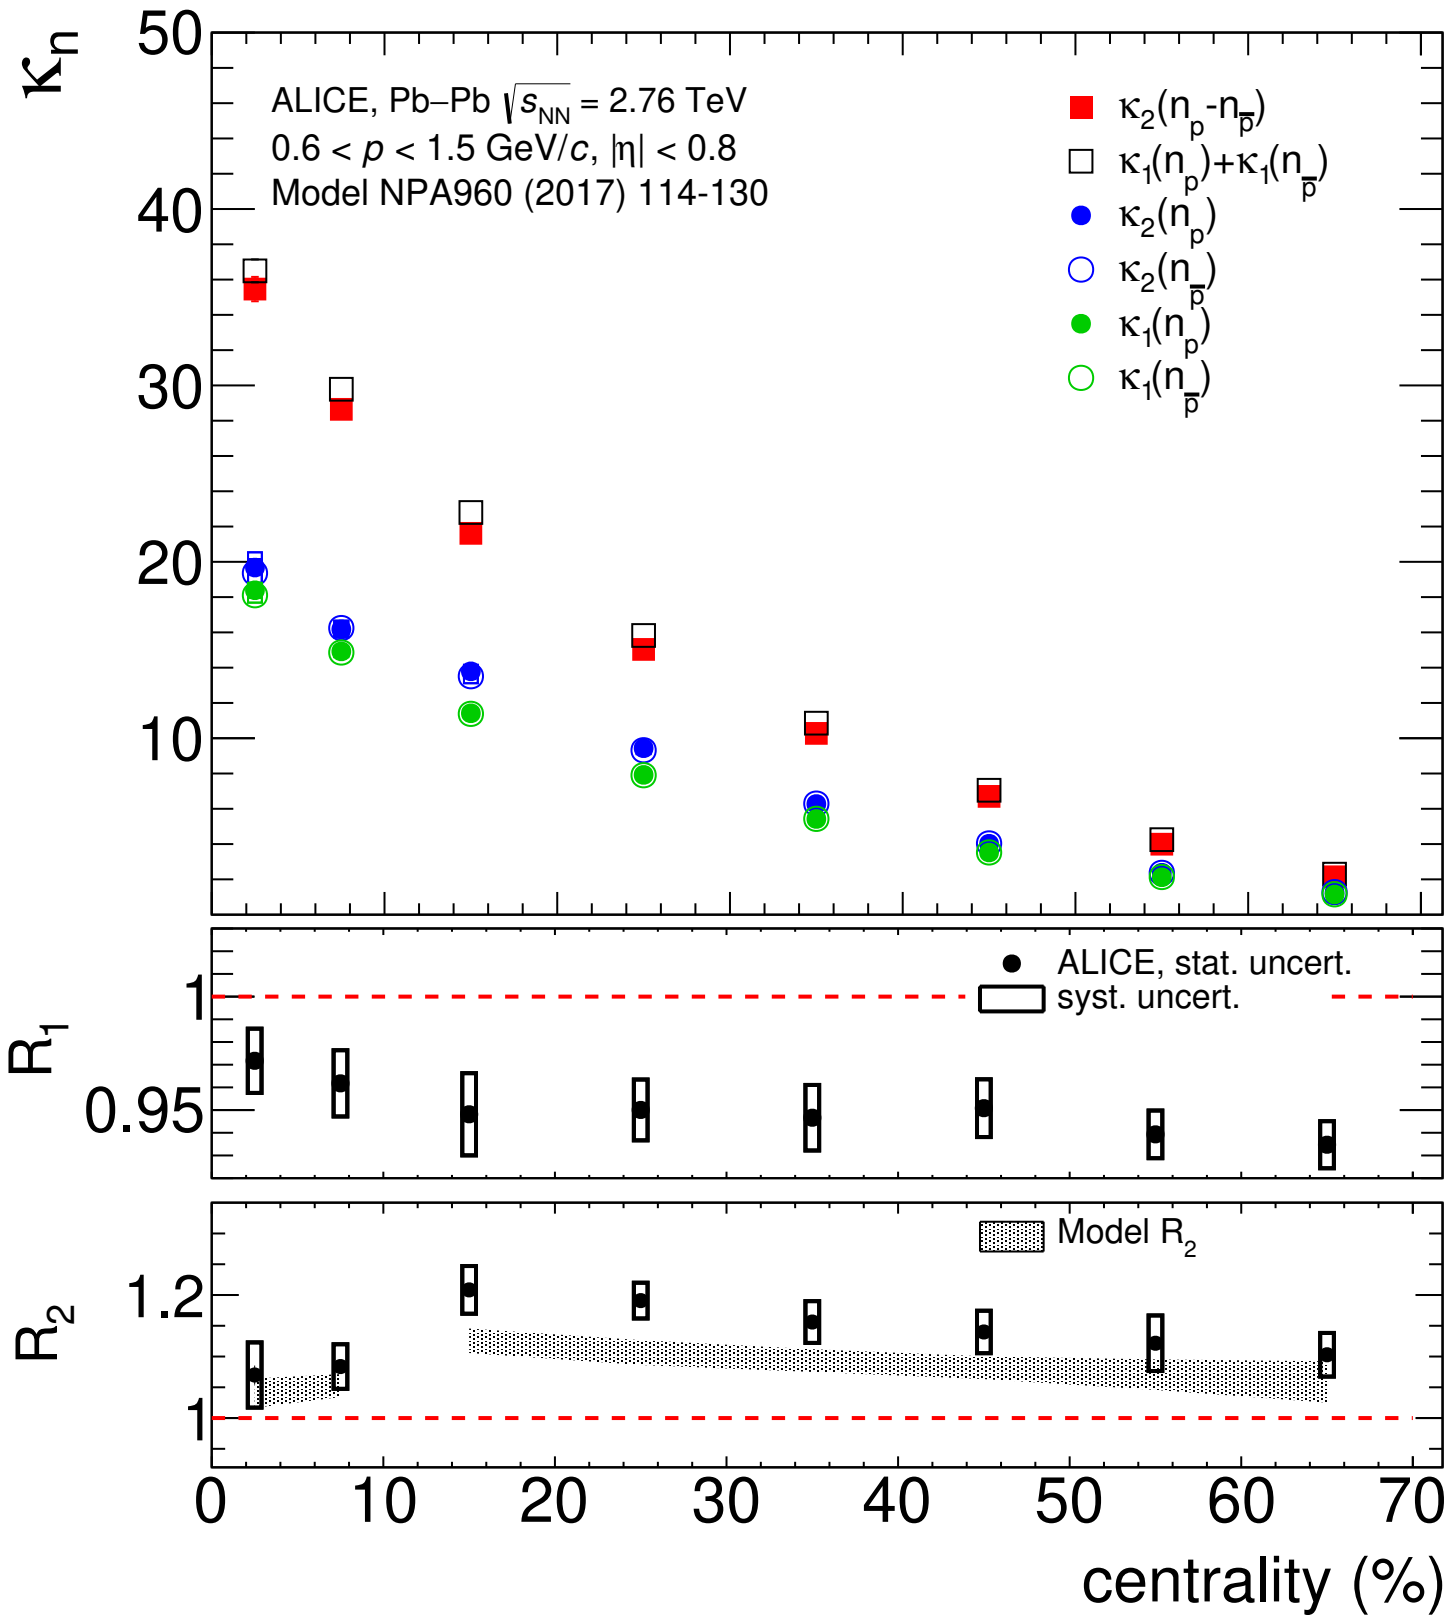 κn
50
40
30
20
10
ALICE, Pb–Pb √sNN = 2.76 TeV
0.6 < p < 1.5 GeV/c, |η| < 0.8
Model NPA960 (2017) 114-130
κ2(np-np̅)
κ1(np)+κ1(np̅)
κ2(np)
κ2(np̅)
κ1(np)
κ1(np̅)
R1
1
0.95
ALICE, stat. uncert.
syst. uncert.
R2
1.2
1
Model R2
0 10 20 30 40 50 60 70
centrality (%)